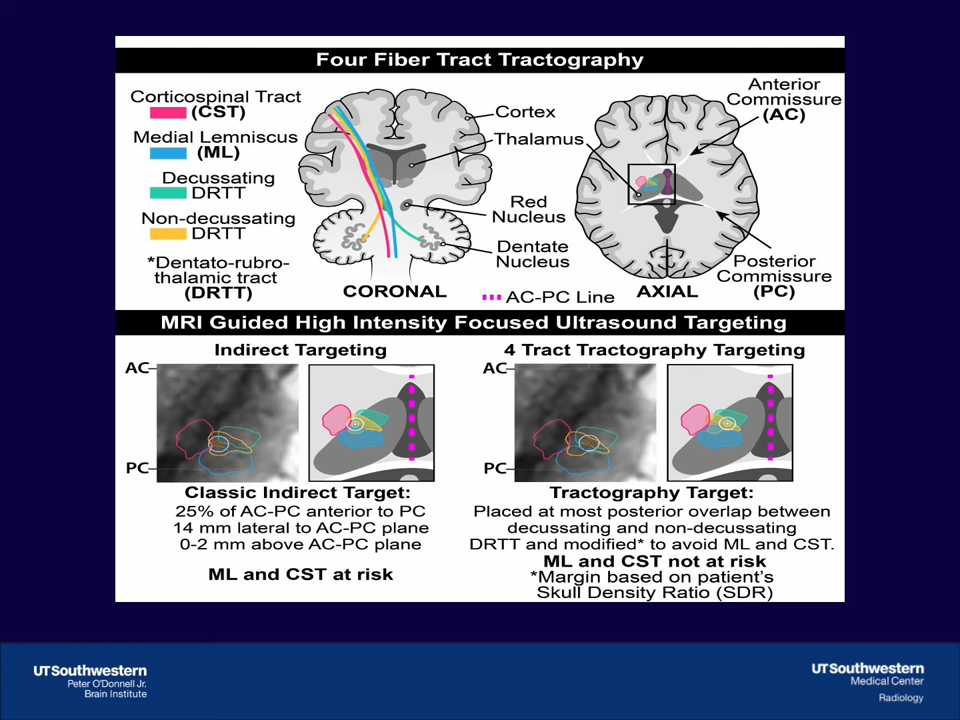 Four Fiber Tract Tractography
Corticospinal Tract
(CST)
Medial Lemniscus
(ML)
Decussating
DRTT
Non-decussating
DRTT
*Dentato-rubro-
thalamic tract
(DRTT)
Cortex
Thalamus
Red
Nucleus
Dentate
Nucleus
CORONAL
AC-PC Line
Anterior
Commissure
(AC)
Posterior
Commissure
(PC)
AXIAL
MRI Guided High Intensity Focused Ultrasound Targeting
Indirect Targeting
AC
PC
Classic Indirect Target:
25% of AC-PC anterior to PC
14 mm lateral to AC-PC plane
0-2 mm above AC-PC plane
ML and CST at risk
4 Tract Tractography Targeting
AC
PC
Tractography Target:
Placed at most posterior overlap between
decussating and non-decussating
DRTT and modified* to avoid ML and CST.
ML and CST not at risk
*Margin based on patient's
Skull Density Ratio (SDR)
UTSouthwestern
Peter O'Donnell Jr.
Brain Institute
UTSouthwestern
Medical Center
Radiology